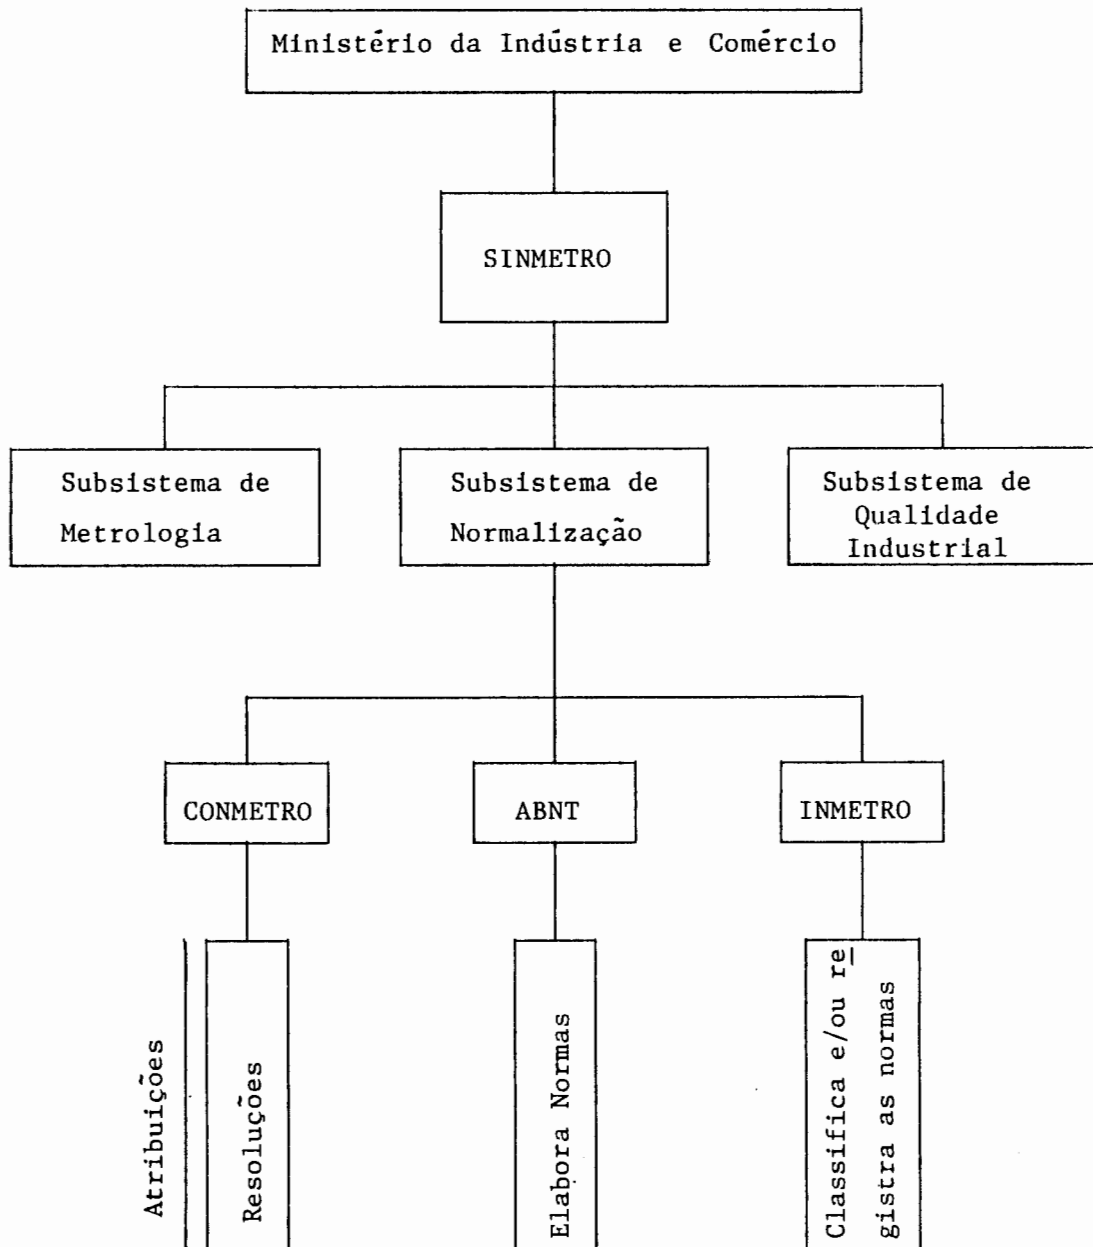 Ministério da Indústria e Comércio
SINMETRO
Subsistema de
Metrologia
Subsistema de
Normalização
Subsistema de
Qualidade
Industrial
CONMETRO
ABNT
INMETRO
Atribuições
Resoluções
Elabora Normas
Classifica e/ou re
gistra as normas